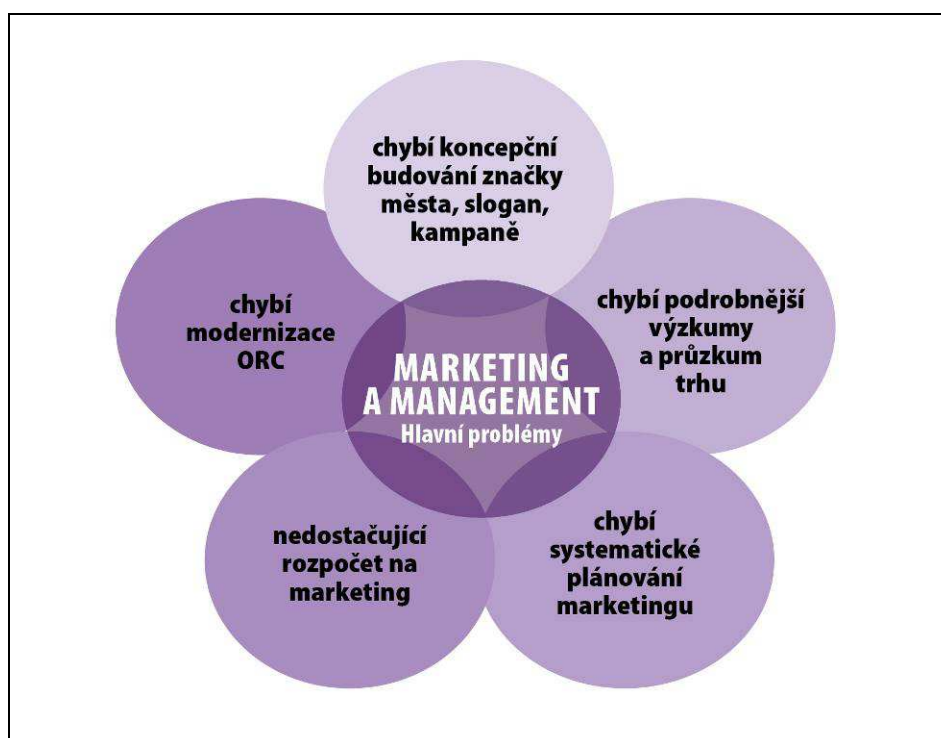 chybí koncepční
budování značky
města, slogan,
kampaně
chybí podrobnější
výzkumy
a průzkum
trhu
chybí
systematické
plánování
marketingu
nedostačující
rozpočet na
marketing
chybí
modernizace
ORC
MARKETING
A MANAGEMENT
Hlavní problémy